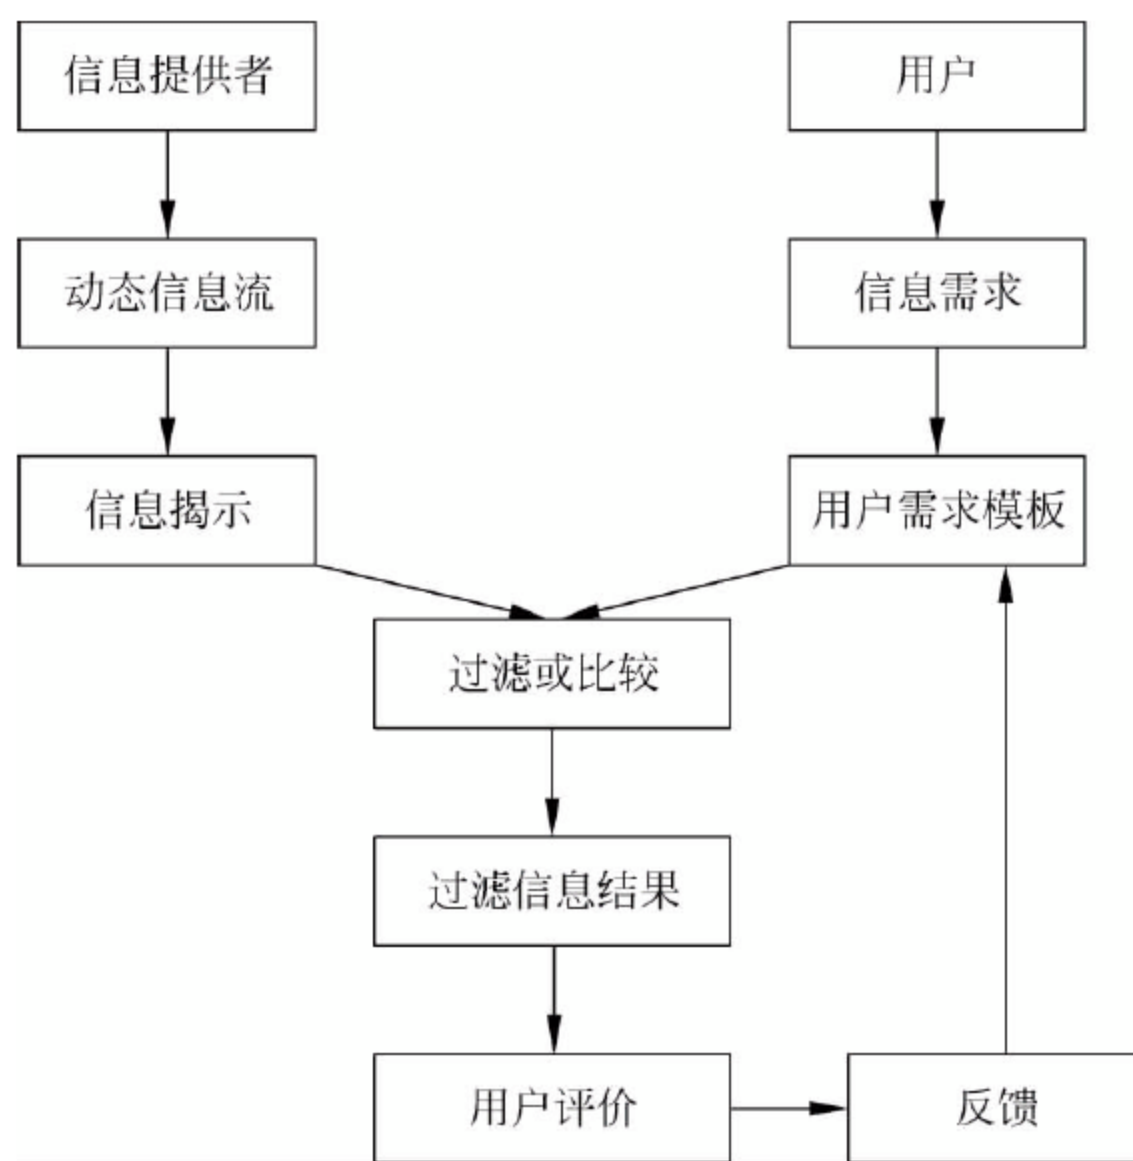 信息提供者
用户
动态信息流
信息需求
信息揭示
用户需求模板
过滤或比较
过滤信息结果
用户评价
反馈